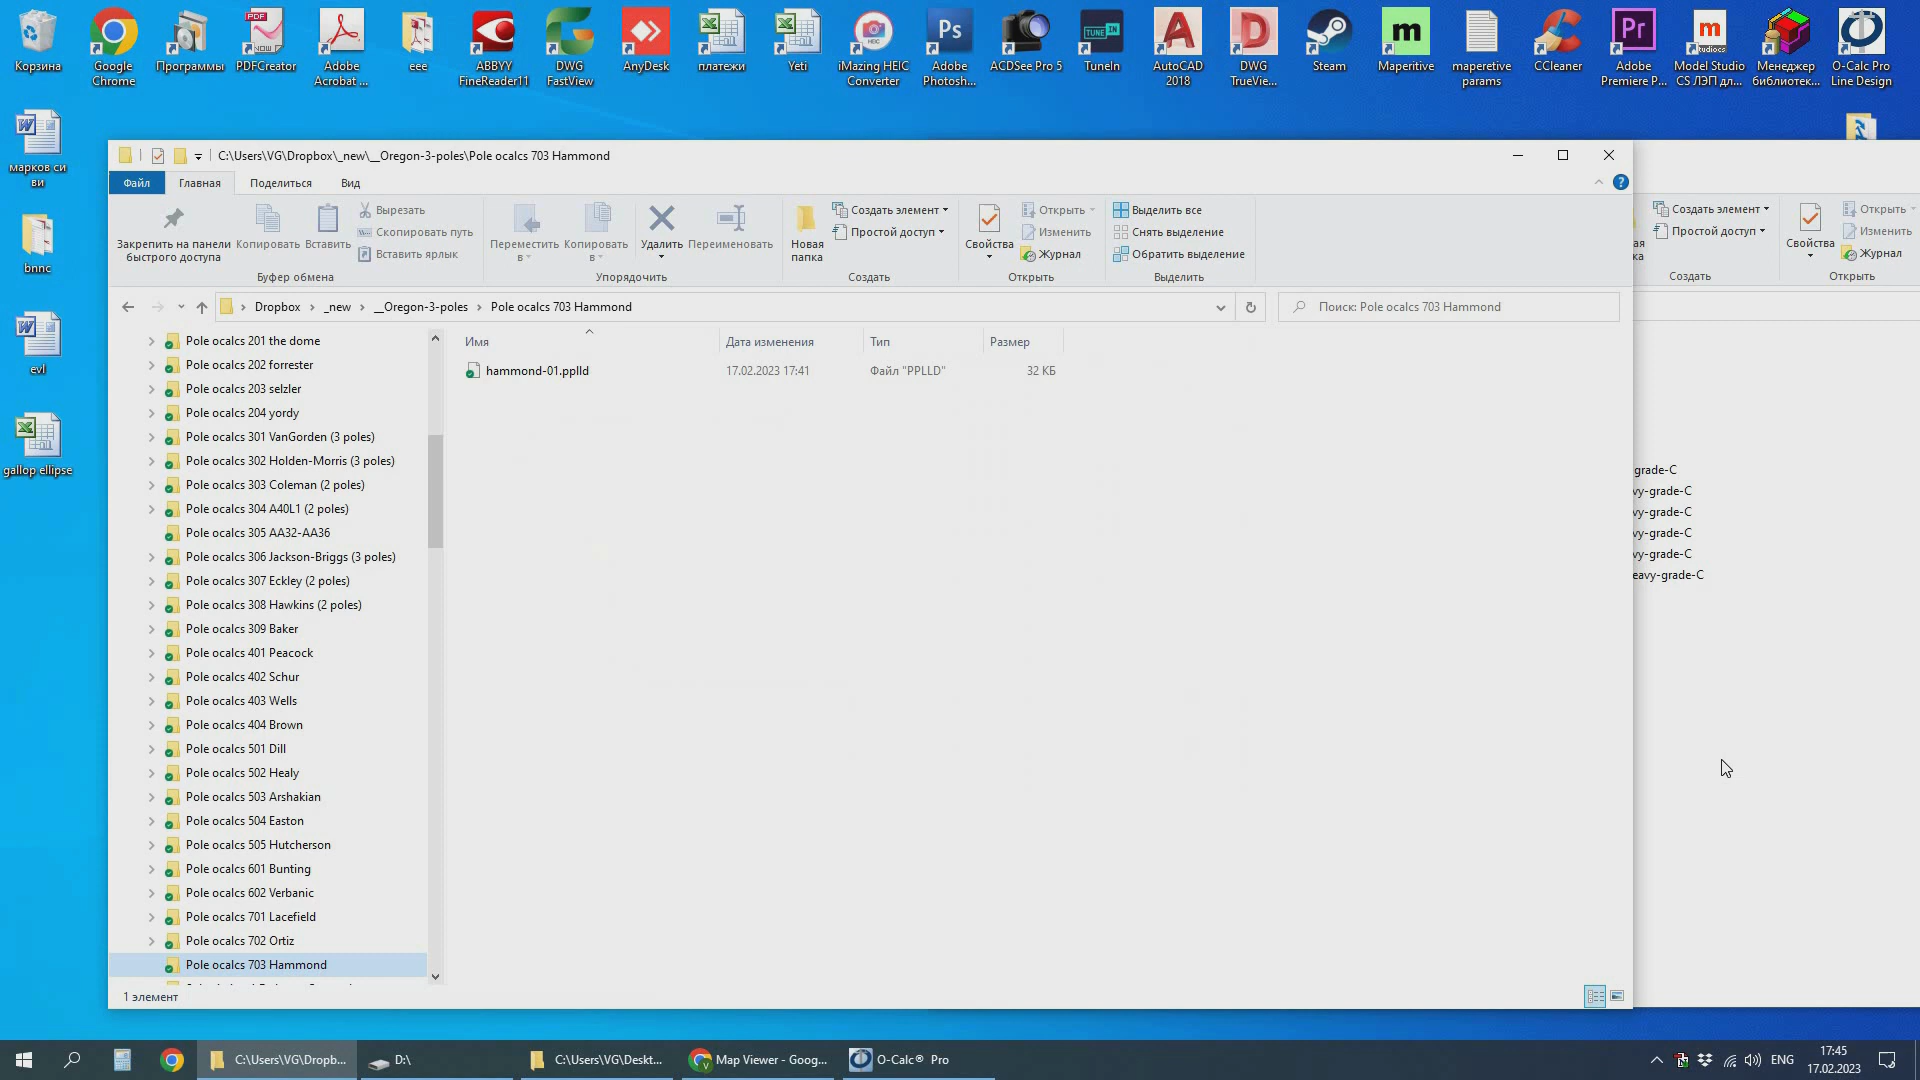 Корзина
Google
Chrome
Программы
PDFCreator
Adobe
Acrobat ...
eee
ABBYY
FineReader11
DWG
FastView
AnyDesk
платежи
Yeti
iMazing HEIC
Converter
Adobe
Photosh...
ACDSee Pro 5
TuneIn
AutoCAD
2018
DWG
TrueVie...
Steam
Maperitive
maperetive
params
CCleaner
Adobe
Premiere P...
Model Studio
CS ЛЭП дл...
Менеджер
библиотек...
O-Calc Pro
Line Design
марков си
ви
bnnc
evl
gallop ellipse
C:\Users\VG\Dropbox\_new\__Oregon-3-poles\Pole ocalcs 703 Hammond
Файл
Главная
Поделиться
Вид
Закрепить на панели
быстрого доступа
Копировать
Вставить
Вырезать
Скопировать путь
Вставить ярлык
Буфер обмена
Переместить
в
Копировать
в
Удалить
Переименовать
Упорядочить
Новая
папка
Создать элемент
Простой доступ
Создать
Свойства
Открыть
Изменить
Журнал
Открыть
Выделить все
Снять выделение
Обратить выделение
Выделить
Создать элемент
Простой доступ
Создать
Свойства
Открыть
Изменить
Журнал
Открыть
Dropbox
_new
__Oregon-3-poles
Pole ocalcs 703 Hammond
Поиск: Pole ocalcs 703 Hammond
Pole ocalcs 201 the dome
Pole ocalcs 202 forrester
Pole ocalcs 203 selzler
Pole ocalcs 204 yordy
Pole ocalcs 301 VanGorden (3 poles)
Pole ocalcs 302 Holden-Morris (3 poles)
Pole ocalcs 303 Coleman (2 poles)
Pole ocalcs 304 A40L1 (2 poles)
Pole ocalcs 305 AA32-AA36
Pole ocalcs 306 Jackson-Briggs (3 poles)
Pole ocalcs 307 Eckley (2 poles)
Pole ocalcs 308 Hawkins (2 poles)
Pole ocalcs 309 Baker
Pole ocalcs 401 Peacock
Pole ocalcs 402 Schur
Pole ocalcs 403 Wells
Pole ocalcs 404 Brown
Pole ocalcs 501 Dill
Pole ocalcs 502 Healy
Pole ocalcs 503 Arshakian
Pole ocalcs 504 Easton
Pole ocalcs 505 Hutcherson
Pole ocalcs 601 Bunting
Pole ocalcs 602 Verbanic
Pole ocalcs 701 Lacefield
Pole ocalcs 702 Ortiz
Pole ocalcs 703 Hammond
Имя
Дата изменения
Тип
Размер
hammond-01.pplld
17.02.2023 17:41
Файл "PPLLD"
32 КБ
grade-C
vy-grade-C
vy-grade-C
vy-grade-C
vy-grade-C
eavy-grade-C
1 элемент
C:\Users\VG\Dropb...
D:\
C:\Users\VG\Deskt...
Map Viewer - Goog...
O-Calc® Pro
ENG
17:45
17.02.2023